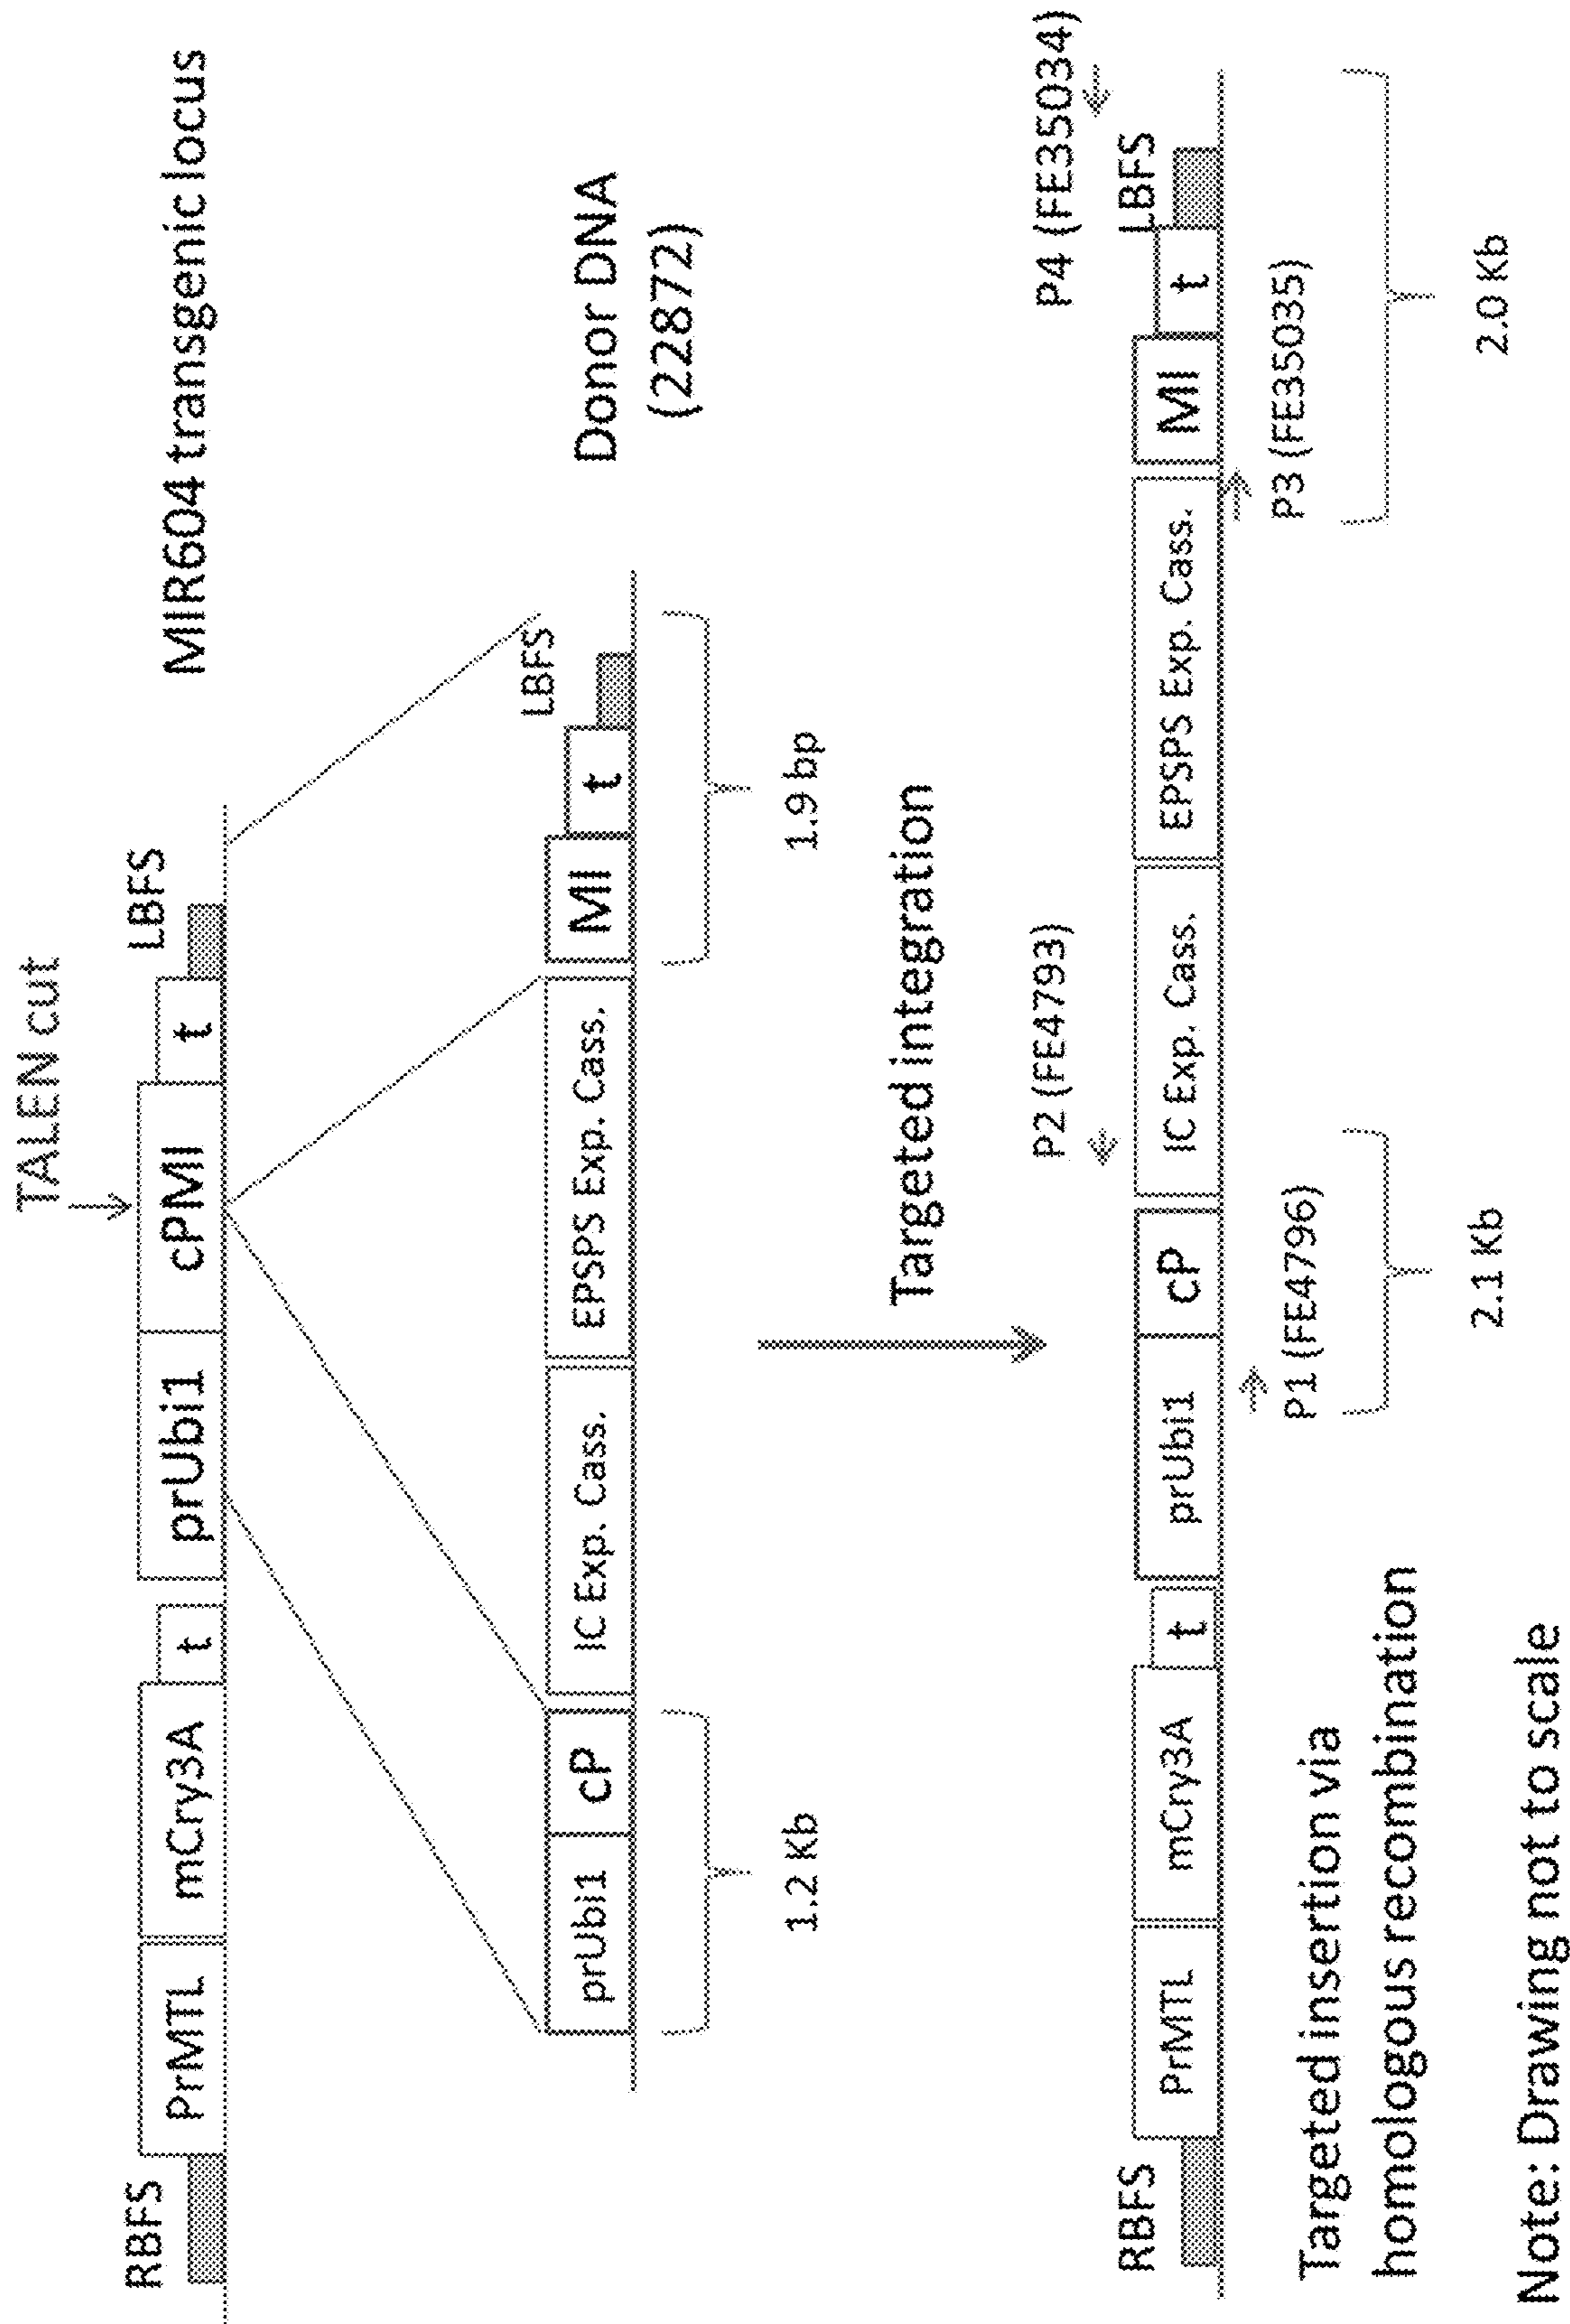 TALEN cut
RBFS
PrMTL
mCry3A
t
prUbi1
cPMI
t
LBFS
MIR604 transgenic locus
prUbi1
cP
IC Exp. Cass.
EPSPS Exp. Cass.
MI
t
LBFS
Donor DNA
(22872)
1.2 Kb
1.9 bp
Targeted integration
P2 (FE4793)
P4 (FE35034)
RBFS
PrMTL
mCry3A
t
prUbi1
cP
IC Exp. Cass.
EPSPS Exp. Cass.
MI
t
LBFS
P1 (FE4796)
P3 (FE35035)
2.1 Kb
2.0 Kb
Targeted insertion via
homologous recombination
Note: Drawing not to scale